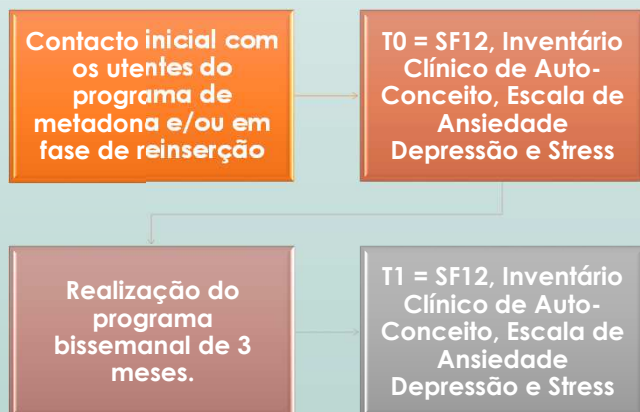 Contacto inicial com
os utentes do
programa de
metadona e/ou em
fase de reinserção
T0 = SF12, Inventário
Clínico de Auto-
Conceito, Escala de
Ansiedade
Depressão e Stress
Realização do
programa
bissemanal de 3
meses.
T1 = SF12, Inventário
Clínico de Auto-
Conceito, Escala de
Ansiedade
Depressão e Stress